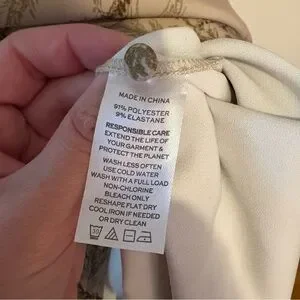 MADE IN CHINA
91% POLYESTER
9% ELASTANE
RESPONSIBLE CARE
EXTEND THE LIFE OF
YOUR GARMENT &
PROTECT THE PLANET
WASH LESS OFTEN
USE COLD WATER
WASH WITH A FULL LOAD
NON-CHLORINE
BLEACH ONLY
RESHAPE FLAT DRY
COOL IRON IF NEEDED
OR DRY CLEAN
30